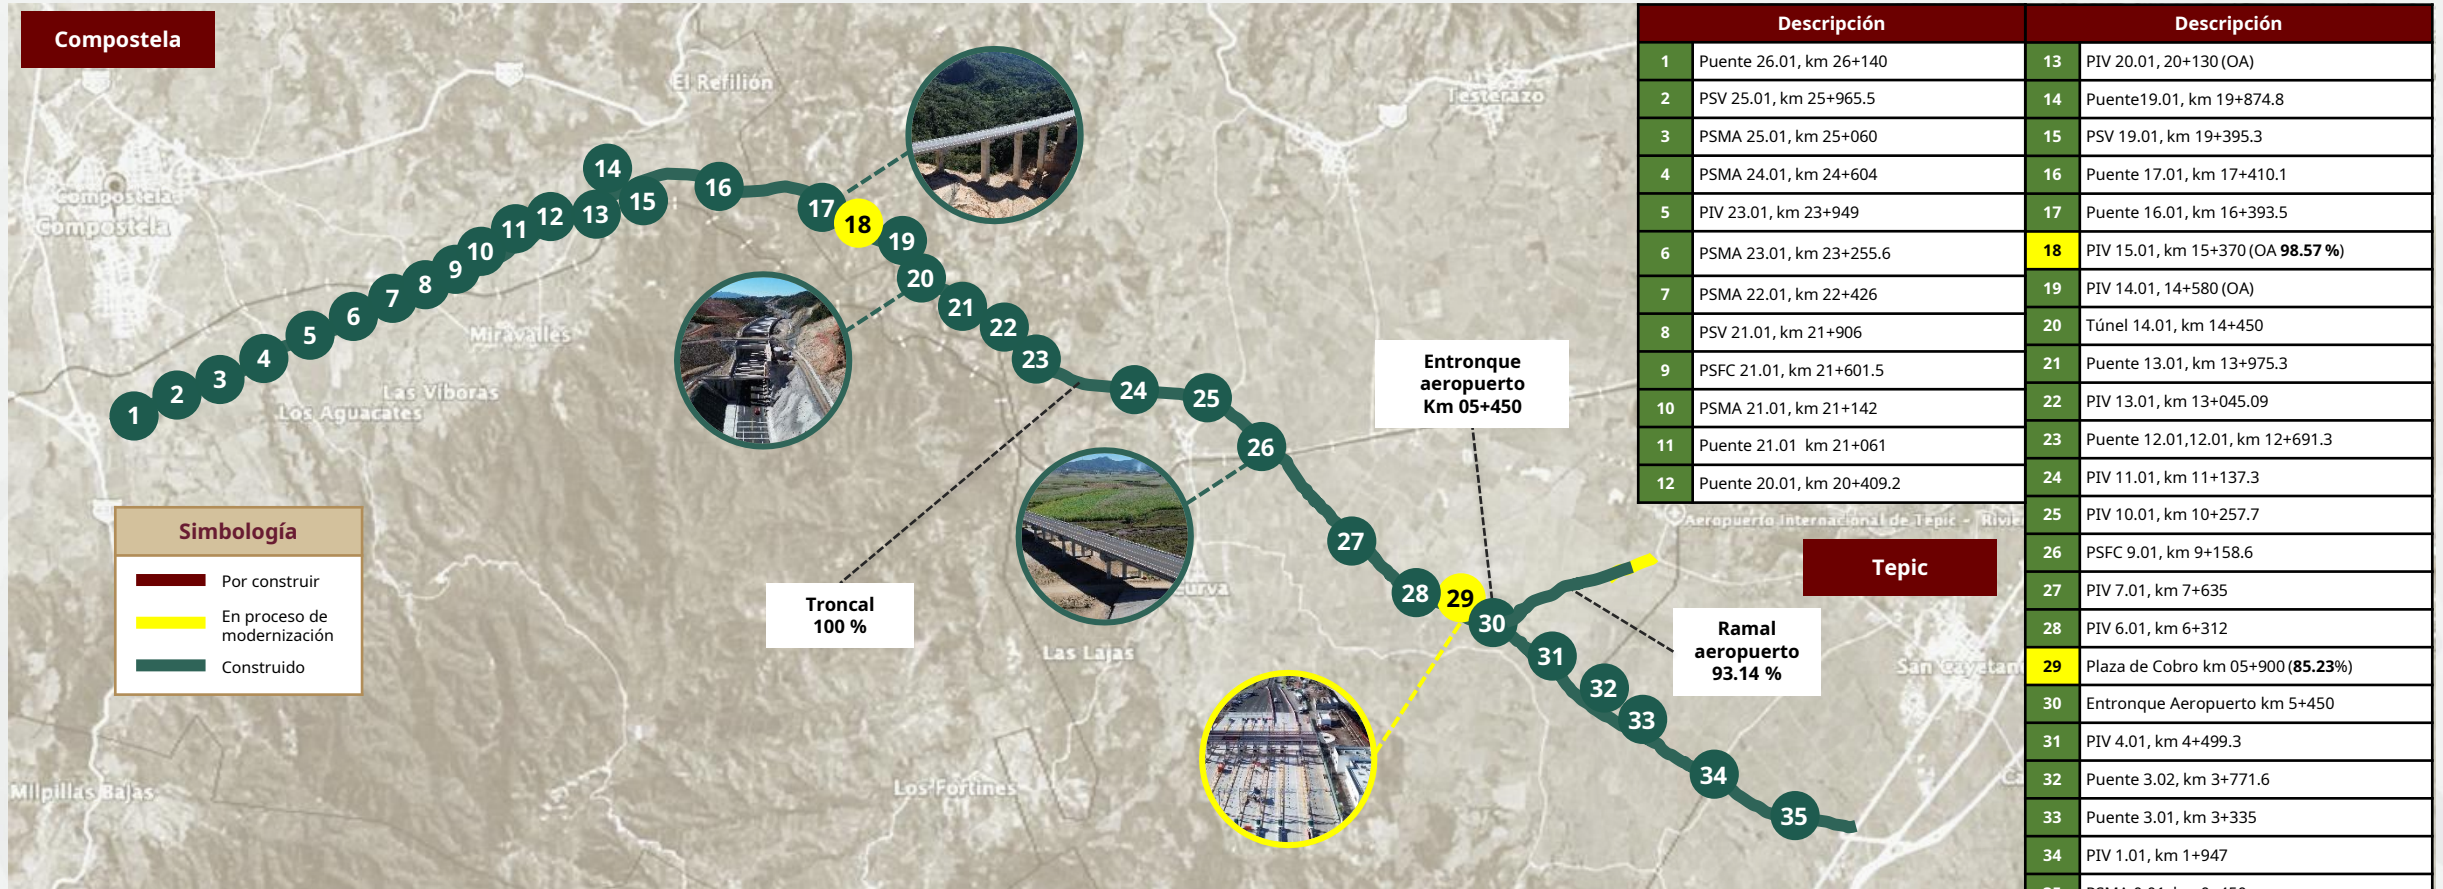 Compostela
El Refilión
Testerazo
Compostela
Compostela
Miravalles
Las Víboras
Los Aguacates
14
15
16
17
18
19
20
13
12
11
10
9
8
7
6
5
4
3
2
1
21
22
23
24
25
26
27
28
29
30
31
32
33
34
35
Entronque
aeropuerto
Km 05+450
Troncal
100 %
Ramal
aeropuerto
93.14 %
Tepic
Aeropuerto Internacional de Tepic - Rivie
Las Lajas
Los Fortines
Milpillas Bajas
San Cayetan
Simbología
Por construir
En proceso de
modernización
Construido
Descripción
1 Puente 26.01, km 26+140
2 PSV 25.01, km 25+965.5
3 PSMA 25.01, km 25+060
4 PSMA 24.01, km 24+604
5 PIV 23.01, km 23+949
6 PSMA 23.01, km 23+255.6
7 PSMA 22.01, km 22+426
8 PSV 21.01, km 21+906
9 PSFC 21.01, km 21+601.5
10 PSMA 21.01, km 21+142
11 Puente 21.01 km 21+061
12 Puente 20.01, km 20+409.2
Descripción
13 PIV 20.01, 20+130 (OA)
14 Puente19.01, km 19+874.8
15 PSV 19.01, km 19+395.3
16 Puente 17.01, km 17+410.1
17 Puente 16.01, km 16+393.5
18 PIV 15.01, km 15+370 (OA 98.57 %)
19 PIV 14.01, 14+580 (OA)
20 Túnel 14.01, km 14+450
21 Puente 13.01, km 13+975.3
22 PIV 13.01, km 13+045.09
23 Puente 12.01,12.01, km 12+691.3
24 PIV 11.01, km 11+137.3
25 PIV 10.01, km 10+257.7
26 PSFC 9.01, km 9+158.6
27 PIV 7.01, km 7+635
28 PIV 6.01, km 6+312
29 Plaza de Cobro km 05+900 (85.23%)
30 Entronque Aeropuerto km 5+450
31 PIV 4.01, km 4+499.3
32 Puente 3.02, km 3+771.6
33 Puente 3.01, km 3+335
34 PIV 1.01, km 1+947